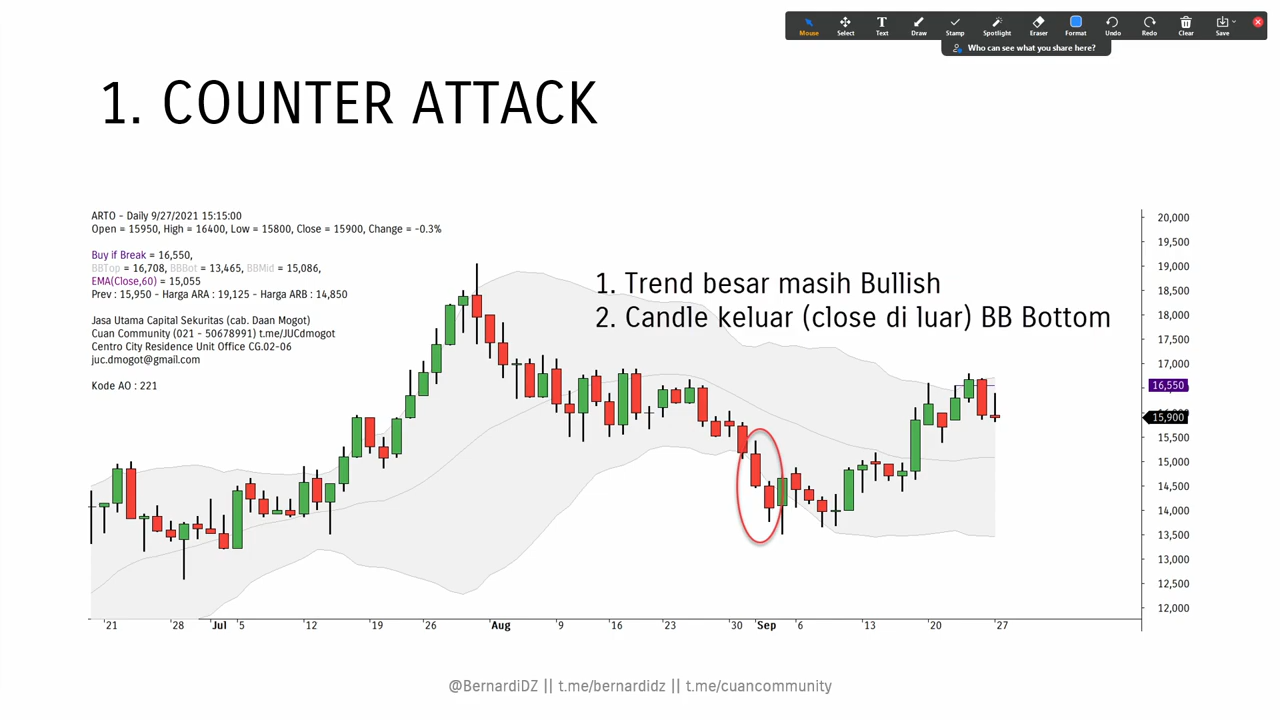 Mouse Select Text Draw Stamp Spotlight Eraser Format Undo Redo Clear Save
Who can see what you share here?
1. COUNTER ATTACK
ARTO - Daily 9/27/2021 15:15:00
Open = 15950, High = 16400, Low = 15800, Close = 15900, Change = -0.3%
Buy if Break = 16,550,
BBTop = 16,708, BBBot = 13,465, BBMid = 15,086,
EMA(Close,60) = 15,055
Prev : 15,950 - Harga ARA : 19,125 - Harga ARB : 14,850
Jasa Utama Capital Sekuritas (cab. Daan Mogot)
Cuan Community (021 - 50678991) t.me/JUCdmogot
Centro City Residence Unit Office CG.02-06
juc.dmogot@gmail.com
Kode AO : 221
1. Trend besar masih Bullish
2. Candle keluar (close di luar) BB Bottom
20,000
19,500
19,000
18,500
18,000
17,500
17,000
16,550
15,900
15,500
15,000
14,500
14,000
13,500
13,000
12,500
12,000
21 28 Jul 5 12 19 26 Aug 9 16 23 30 Sep 6 13 20 27
@BernardiDZ || t.me/bernardidz || t.me/cuancommunity